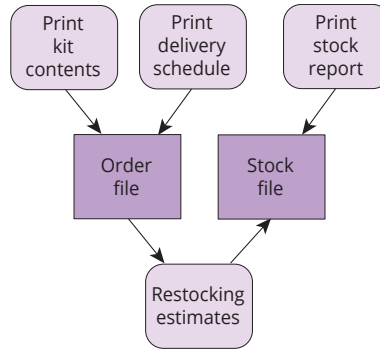 Print
kit
contents
Print
delivery
schedule
Print
stock
report
Order
file
Stock
file
Restocking
estimates